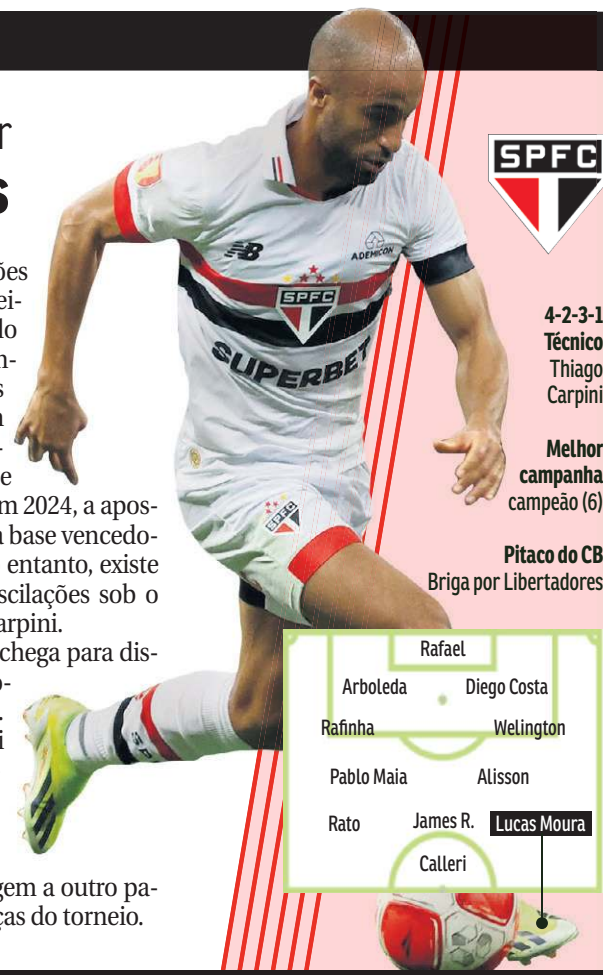 r
s
ões
ei-
lo
n-
s
n
-
e
m 2024, a apos-
a base vencedo-
entanto, existe
scilações sob o
arpini.
chega para dis-
o-
.
i
gem a outro pa-
ças do torneio.
NB
ADEMICON
SPFC
SUPERBET
SPFC
SP
SPFC
4-2-3-1
Técnico
Thiago
Carpini
Melhor
campanha
campeão (6)
Pitaco do CB
Briga por Libertadores
Rafael
Arboleda Diego Costa
Rafinha Welington
Pablo Maia Alisson
Rato James R. Lucas Moura
Calleri